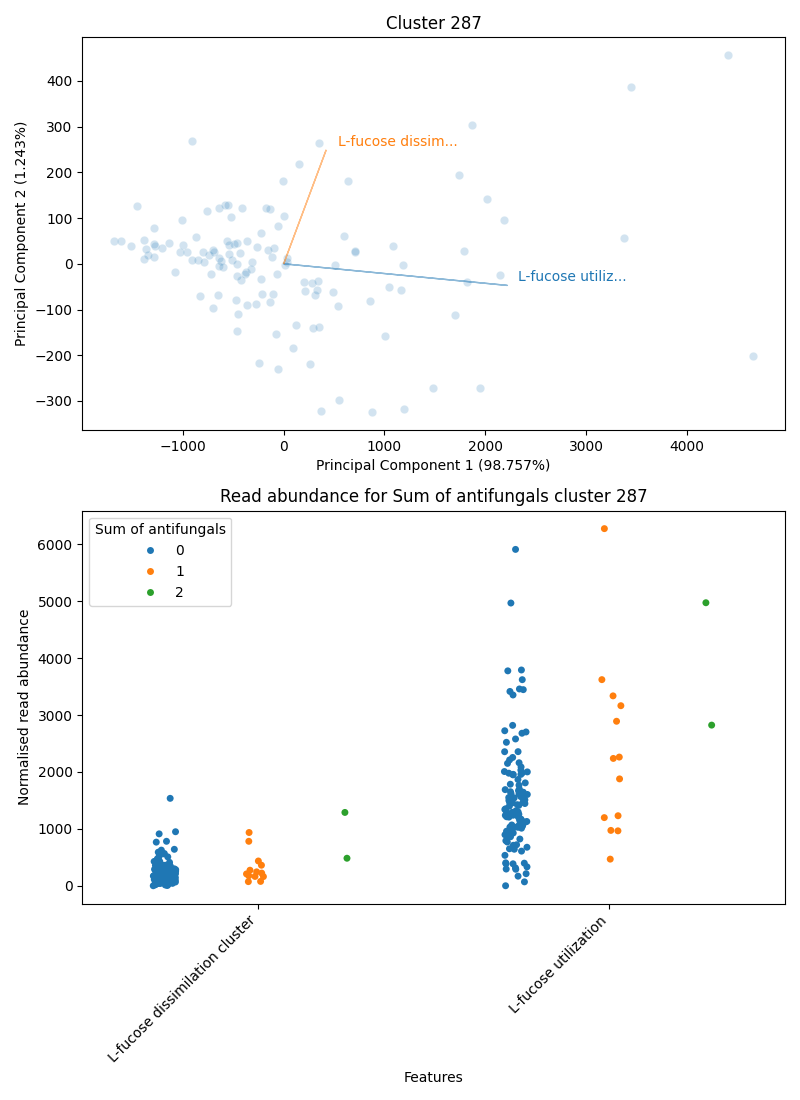 Cluster 287
400
300
200
100
0
−100
−200
−300
Principal Component 2 (1.243%)
L-fucose dissim...
L-fucose utiliz...
−1000
0
1000
2000
3000
4000
Principal Component 1 (98.757%)
Read abundance for Sum of antifungals cluster 287
Sum of antifungals
0
1
2
6000
5000
4000
3000
2000
1000
0
Normalised read abundance
L-fucose dissimilation cluster
L-fucose utilization
Features